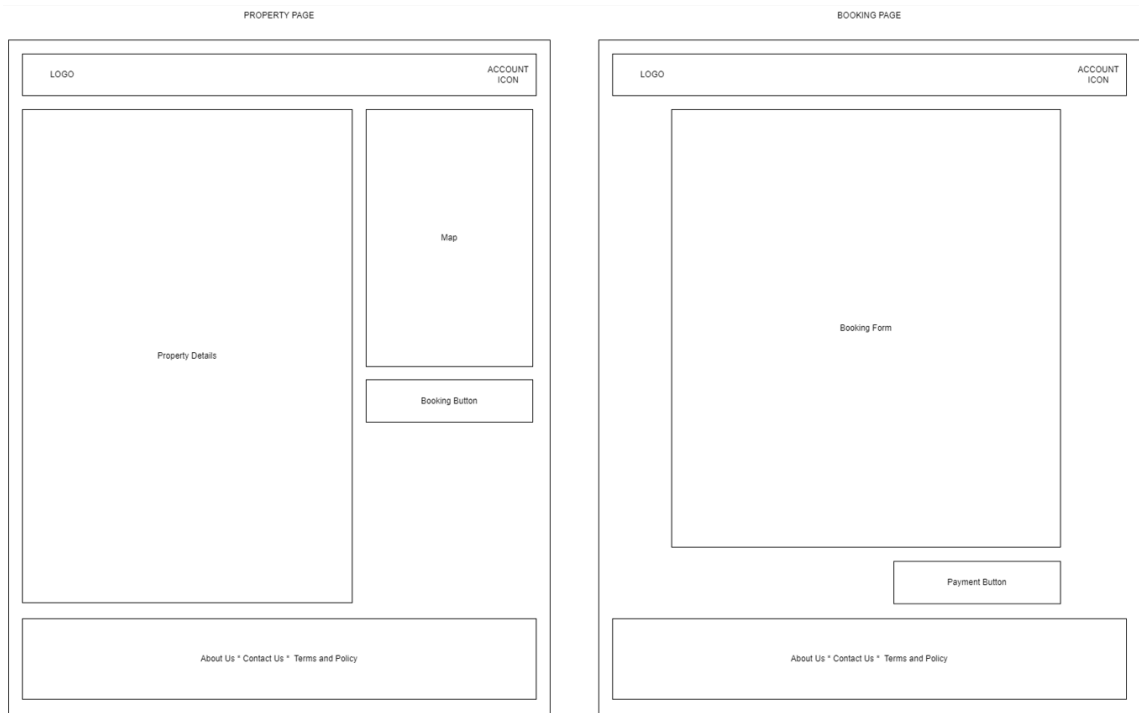 PROPERTY PAGE
LOGO
ACCOUNT
ICON
Property Details
Map
Booking Button
About Us * Contact Us *  Terms and Policy
BOOKING PAGE
LOGO
ACCOUNT
ICON
Booking Form
Payment Button
About Us * Contact Us *  Terms and Policy